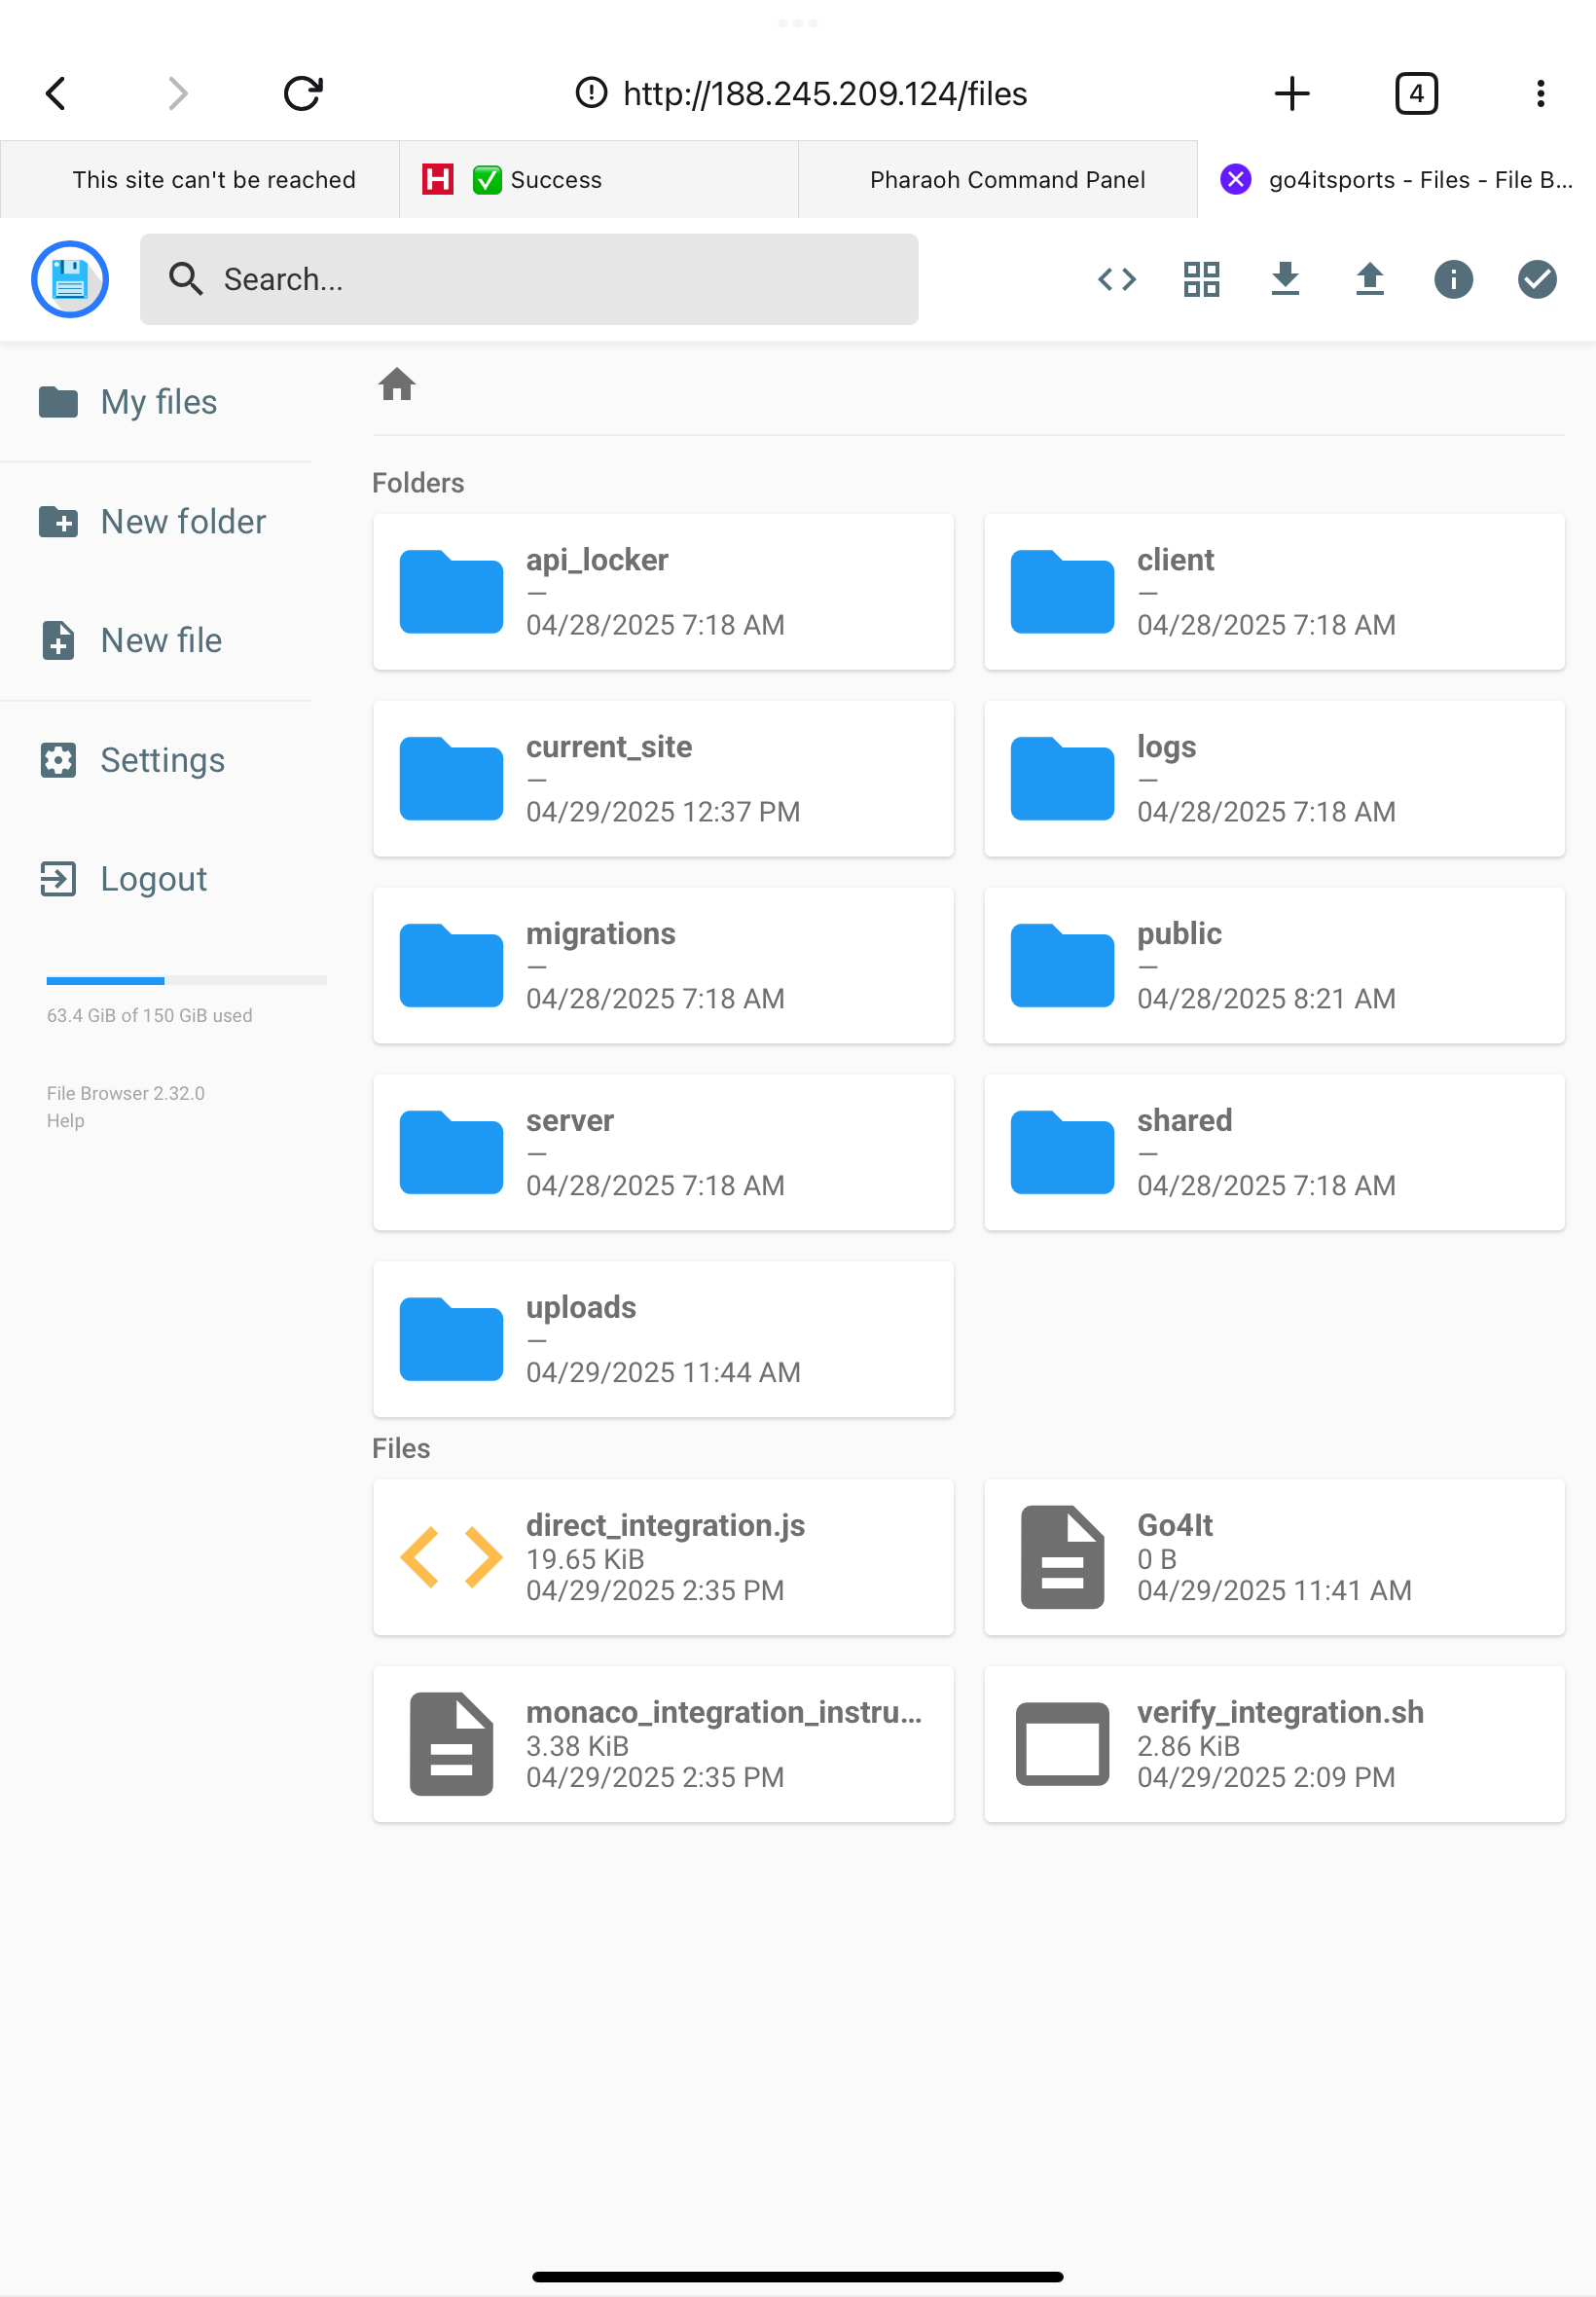 http://188.245.209.124/files
4
This site can't be reached
H ✅ Success
Pharaoh Command Panel
go4itsports - Files - File B...
Search...
My files
New folder
New file
Settings
Logout
63.4 GiB of 150 GiB used
File Browser 2.32.0
Help
Folders
api_locker
—
04/28/2025 7:18 AM
client
—
04/28/2025 7:18 AM
current_site
—
04/29/2025 12:37 PM
logs
—
04/28/2025 7:18 AM
migrations
—
04/28/2025 7:18 AM
public
—
04/28/2025 8:21 AM
server
—
04/28/2025 7:18 AM
shared
—
04/28/2025 7:18 AM
uploads
—
04/29/2025 11:44 AM
Files
direct_integration.js
19.65 KiB
04/29/2025 2:35 PM
Go4It
0 B
04/29/2025 11:41 AM
monaco_integration_instru...
3.38 KiB
04/29/2025 2:35 PM
verify_integration.sh
2.86 KiB
04/29/2025 2:09 PM